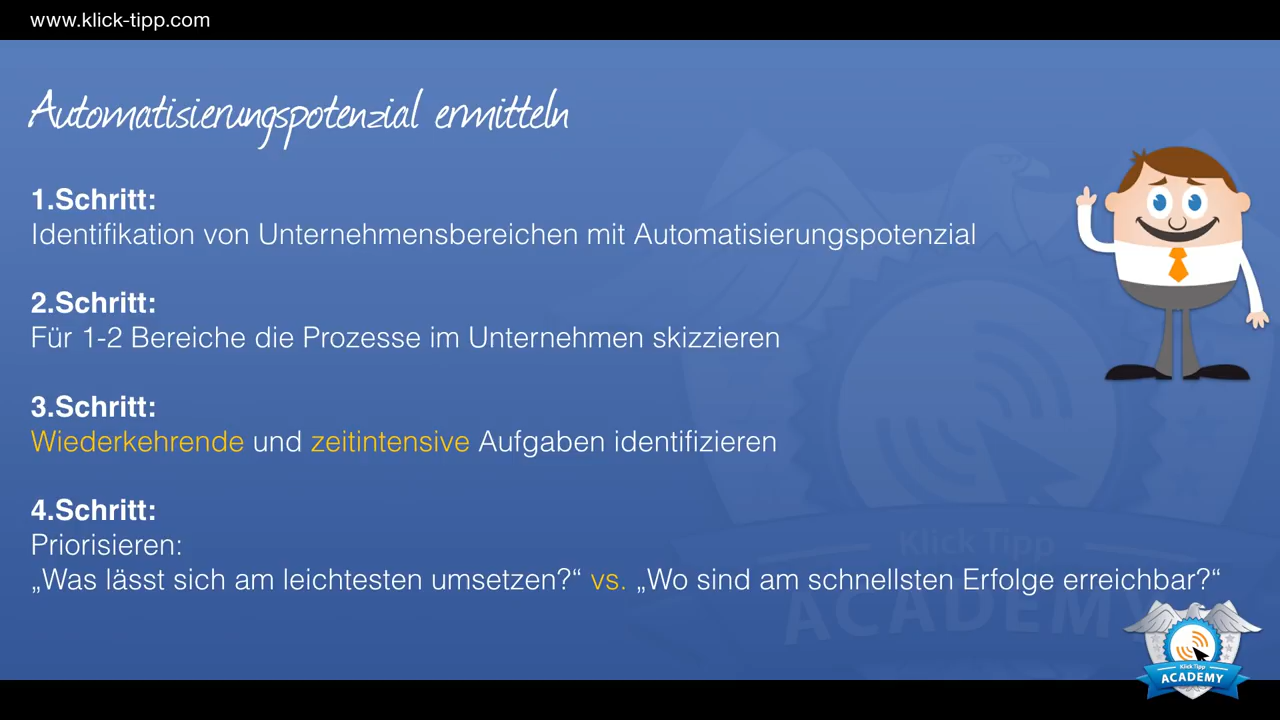 www.klick-tipp.com
Automatisierungspotenzial ermitteln
1.Schritt:
Identifikation von Unternehmensbereichen mit Automatisierungspotenzial
2.Schritt:
Für 1-2 Bereiche die Prozesse im Unternehmen skizzieren
3.Schritt:
Wiederkehrende und zeitintensive Aufgaben identifizieren
4.Schritt:
Priorisieren:
„Was lässt sich am leichtesten umsetzen?“ vs. „Wo sind am schnellsten Erfolge erreichbar?“
Klick Tipp
ACADEMY
Klick Tipp
ACADEMY